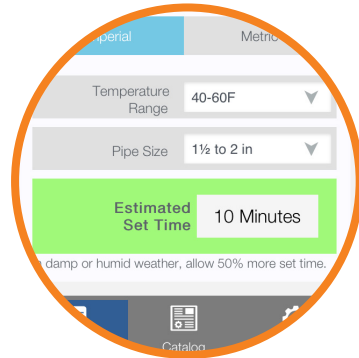 Imperial Metric
Temperature
Range
40-60F
Pipe Size 1½ to 2 in
Estimated
Set Time
10 Minutes
damp or humid weather, allow 50% more set time.
Catalog